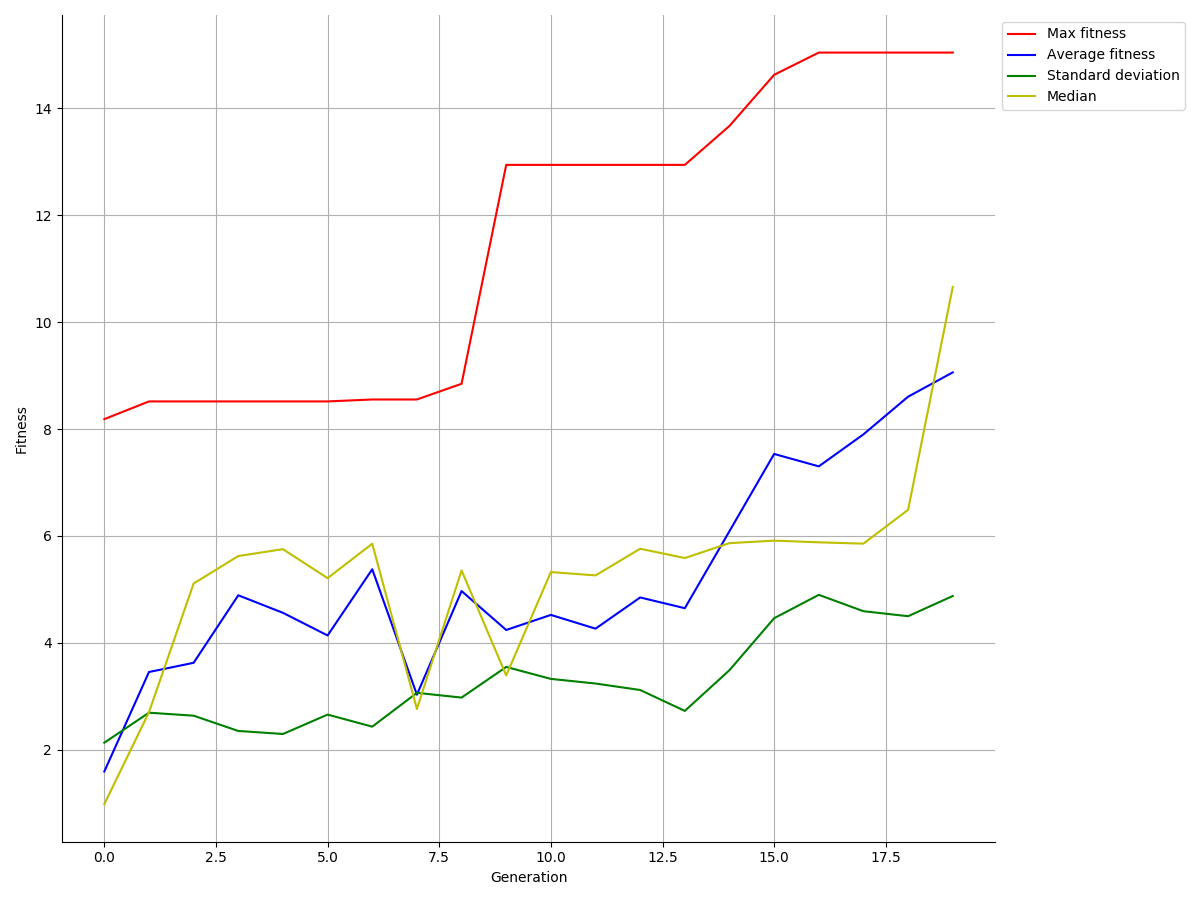 Max fitness
Average fitness
Standard deviation
Median
14
12
10
8
6
4
2
Fitness
0.0 2.5 5.0 7.5 10.0 12.5 15.0 17.5
Generation